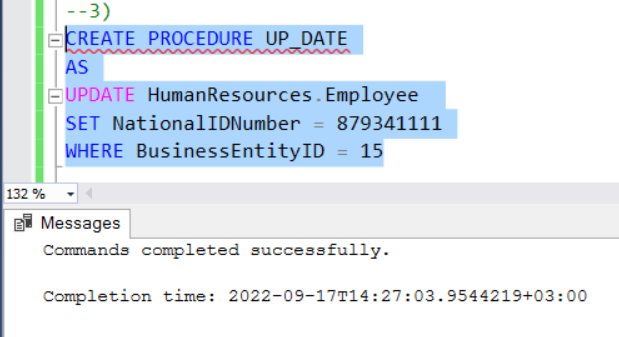 --3)
CREATE PROCEDURE UP_DATE
AS
UPDATE HumanResources.Employee
SET NationalIDNumber = 879341111
WHERE BusinessEntityID = 15
132 %
Messages
Commands completed successfully.
Completion time: 2022-09-17T14:27:03.9544219+03:00